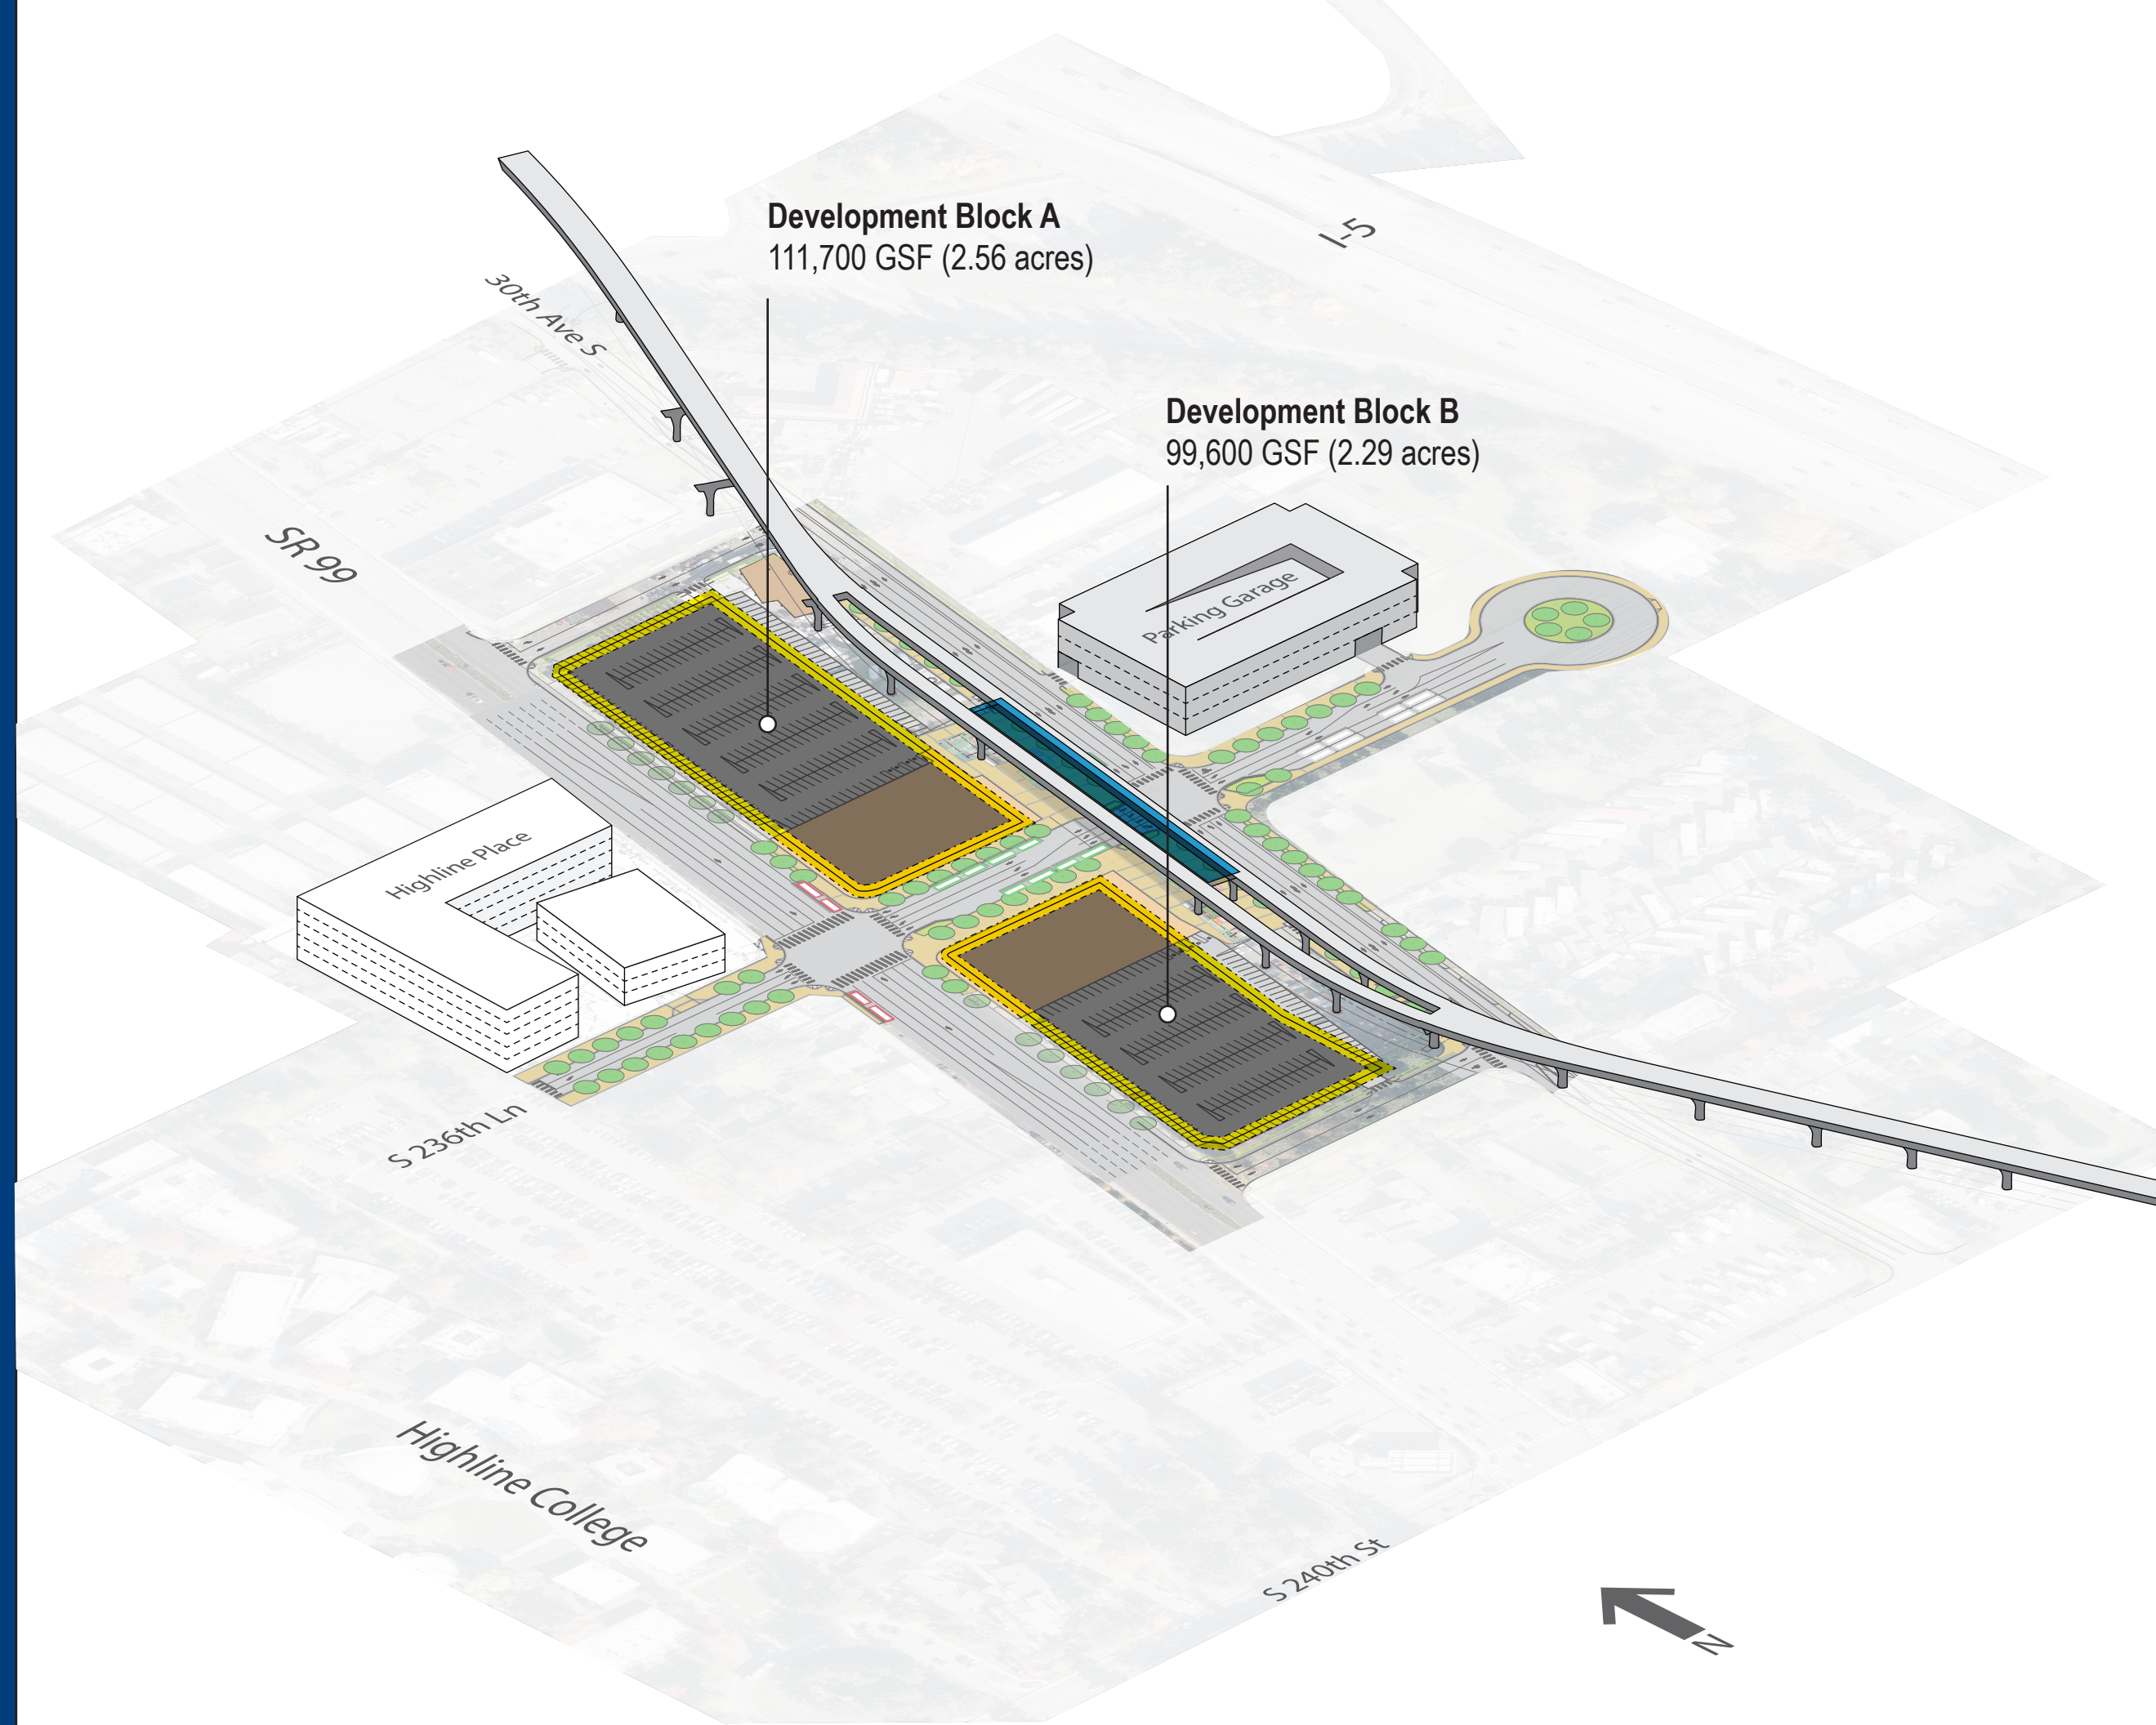 Development Block A
111,700 GSF (2.56 acres)
I-5
30th Ave S
Development Block B
99,600 GSF (2.29 acres)
SR 99
Parking Garage
Highline Place
S 236th Ln
Highline College
S 240th St
N